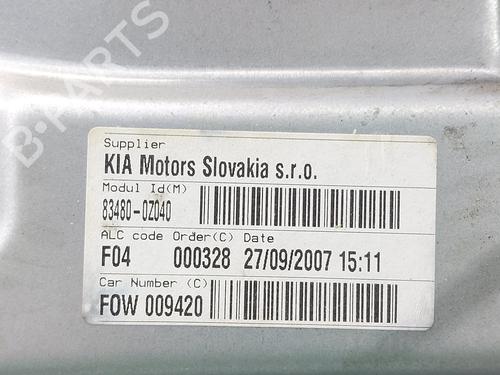 B-PARTS
Supplier
KIA Motors Slovakia s.r.o.
Modul Id(M)
83480-0Z040
ALC code Order(C) Date
F04 000328 27/09/2007 15:11
Car Number (C)
FOW 009420